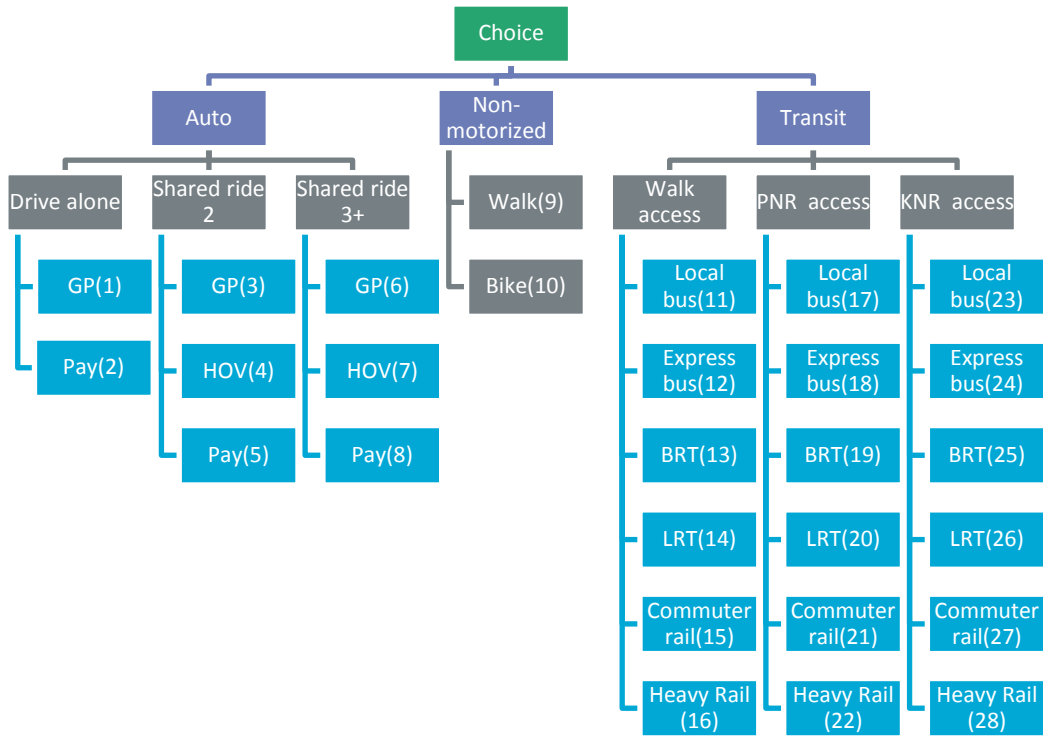 Choice
Auto
Non-
motorized
Transit
Drive alone
Shared ride
2
Shared ride
3+
Walk(9)
Bike(10)
Walk
access
PNR access
KNR access
GP(1)
Pay(2)
GP(3)
HOV(4)
Pay(5)
GP(6)
HOV(7)
Pay(8)
Local
bus(11)
Express
bus(12)
BRT(13)
LRT(14)
Commuter
rail(15)
Heavy Rail
(16)
Local
bus(17)
Express
bus(18)
BRT(19)
LRT(20)
Commuter
rail(21)
Heavy Rail
(22)
Local
bus(23)
Express
bus(24)
BRT(25)
LRT(26)
Commuter
rail(27)
Heavy Rail
(28)